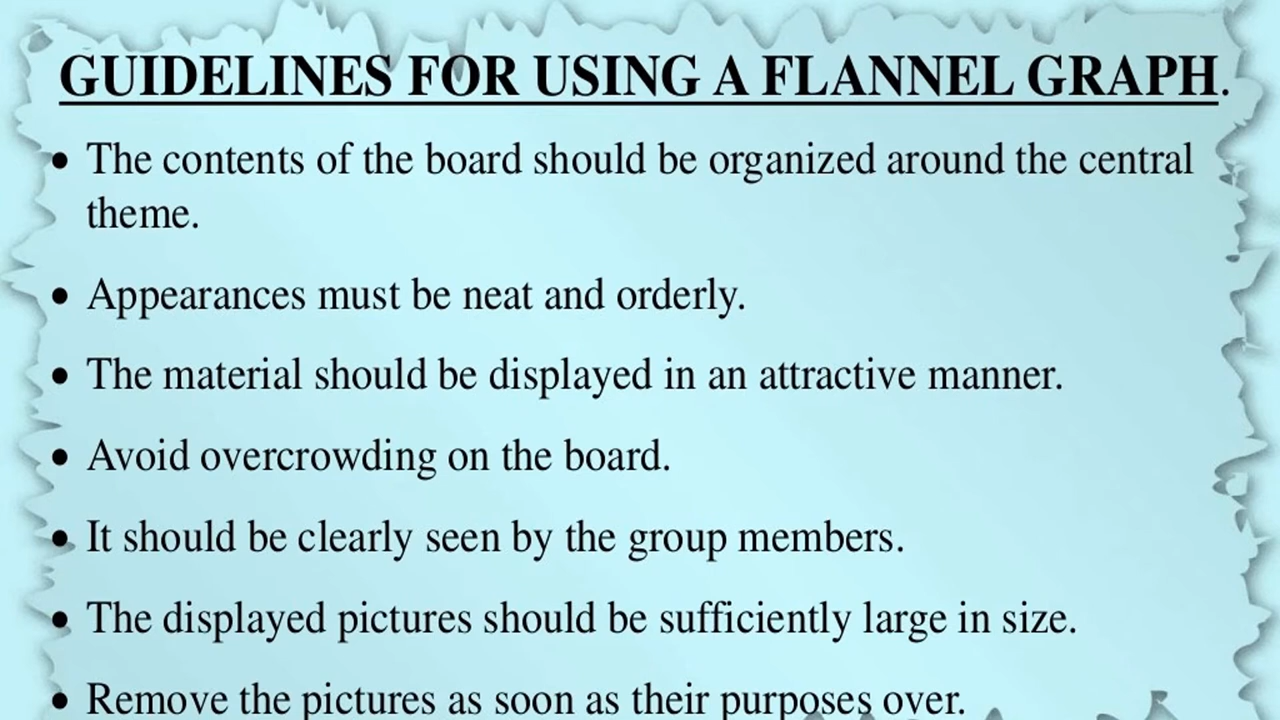 GUIDELINES FOR USING A FLANNEL GRAPH.
• The contents of the board should be organized around the central
theme.
• Appearances must be neat and orderly.
• The material should be displayed in an attractive manner.
• Avoid overcrowding on the board.
• It should be clearly seen by the group members.
• The displayed pictures should be sufficiently large in size.
• Remove the pictures as soon as their purposes over.